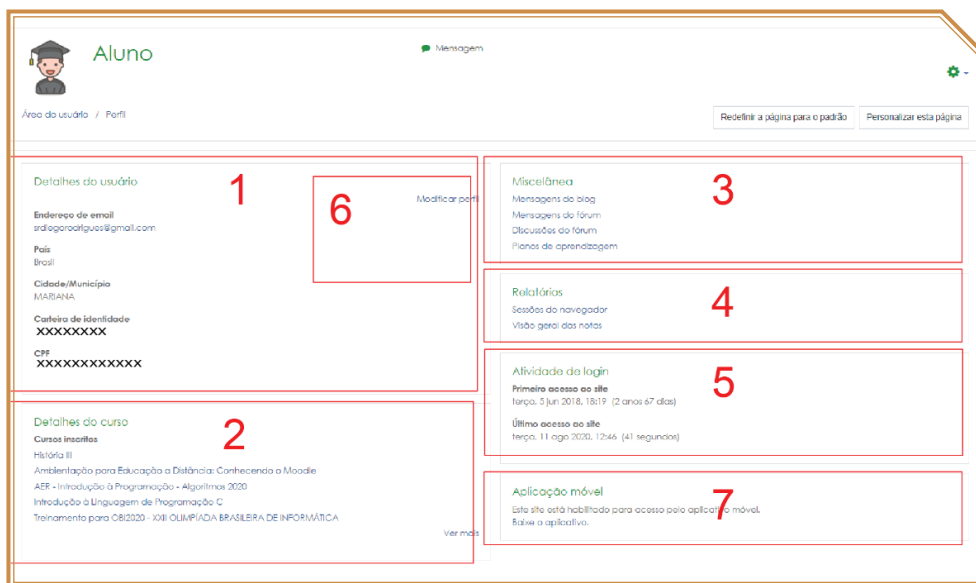 Aluno
Mensagem
Área do usuário / Perfil
Redefinir a página para o padrão
Personalizar esta página
Detalhes do usuário
1
6
Modificar perfil
Endereço de email
srdiegorodrigues@gmail.com
País
Brasil
Cidade/Município
MARIANA
Carteira de identidade
XXXXXXXX
CPF
XXXXXXXXXXXX
Detalhes do curso
2
Cursos inscritos
História III
Ambientação para Educação a Distância: Conhecendo o Moodle
AER - Introdução à Programação - Algoritmos 2020
Introdução à Linguagem de Programação C
Treinamento para OBI2020 - XXII OLIMPÍADA BRASILEIRA DE INFORMÁTICA
Ver mais
Miscelânea
3
Mensagens do blog
Mensagens do fórum
Discussões do fórum
Planos de aprendizagem
Relatórios
4
Sessões do navegador
Visão geral das notas
Atividade de login
5
Primeiro acesso ao site
terça, 5 jun 2018, 18:19 (2 anos 67 dias)
Último acesso ao site
terça, 11 ago 2020, 12:46 (41 segundos)
Aplicação móvel
7
Este site está habilitado para acesso pelo aplicativo móvel.
Baixe o aplicativo.